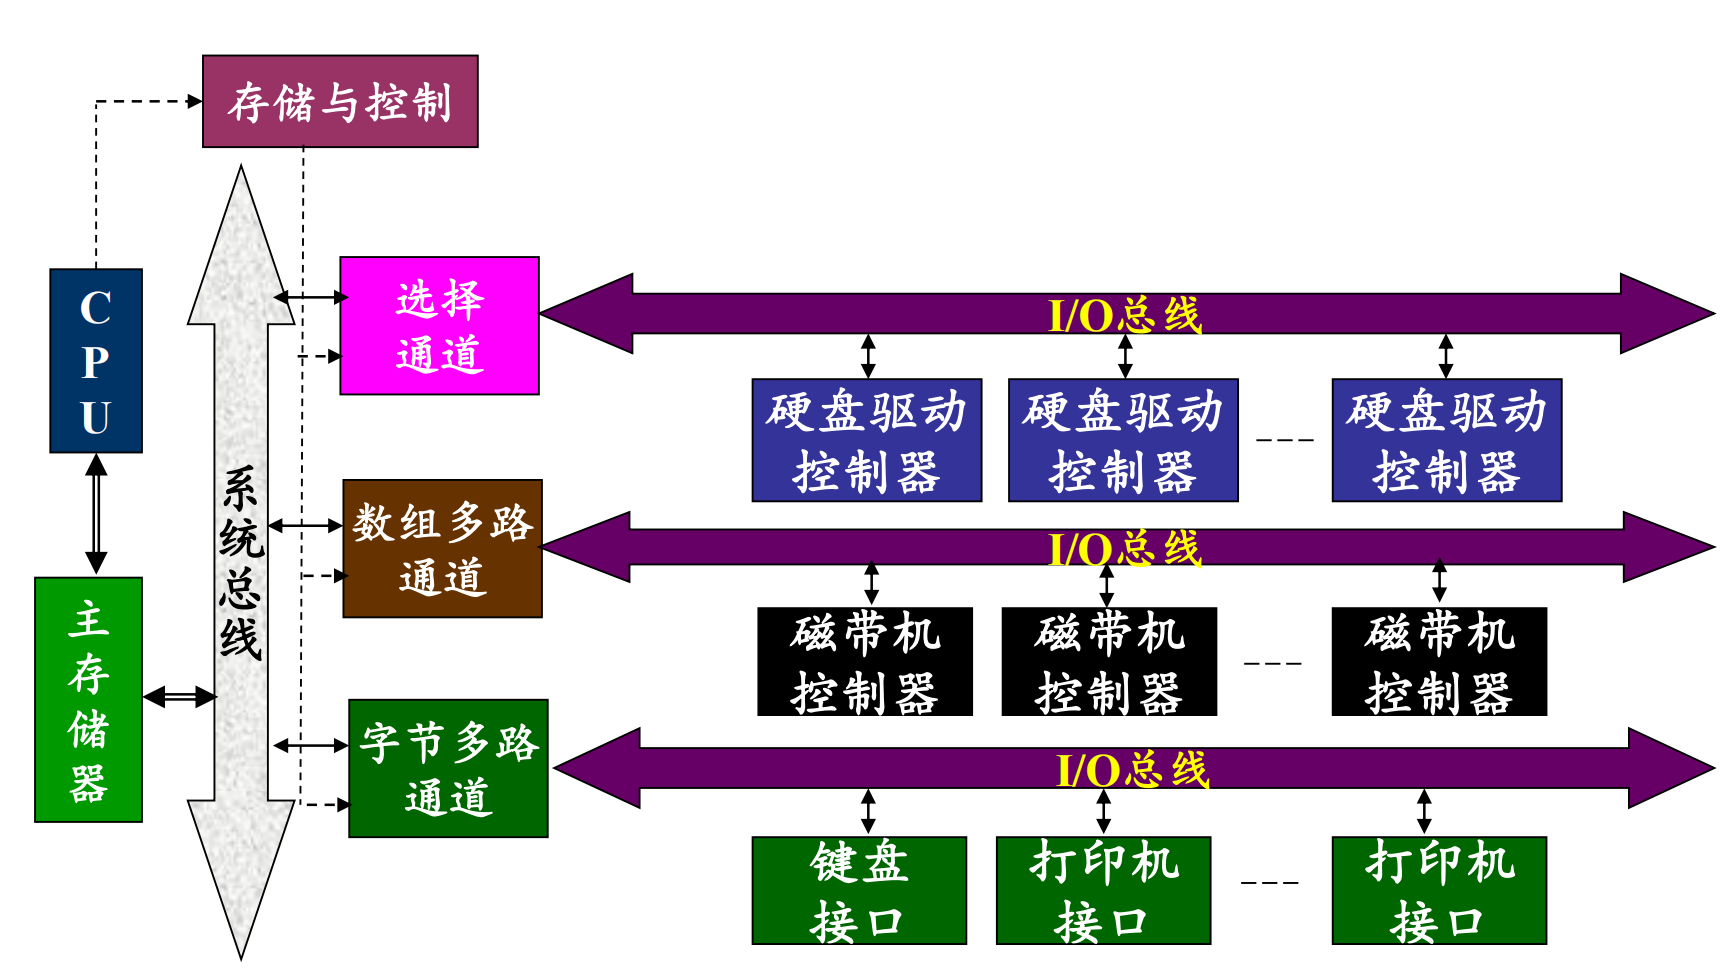 存储与控制
C
P
U
主
存
储
器
系
统
总
线
选择
通道
I/O总线
硬盘驱动
控制器
硬盘驱动
控制器
硬盘驱动
控制器
数组多路
通道
I/O总线
磁带机
控制器
磁带机
控制器
磁带机
控制器
字节多路
通道
I/O总线
键盘
接口
打印机
接口
打印机
接口